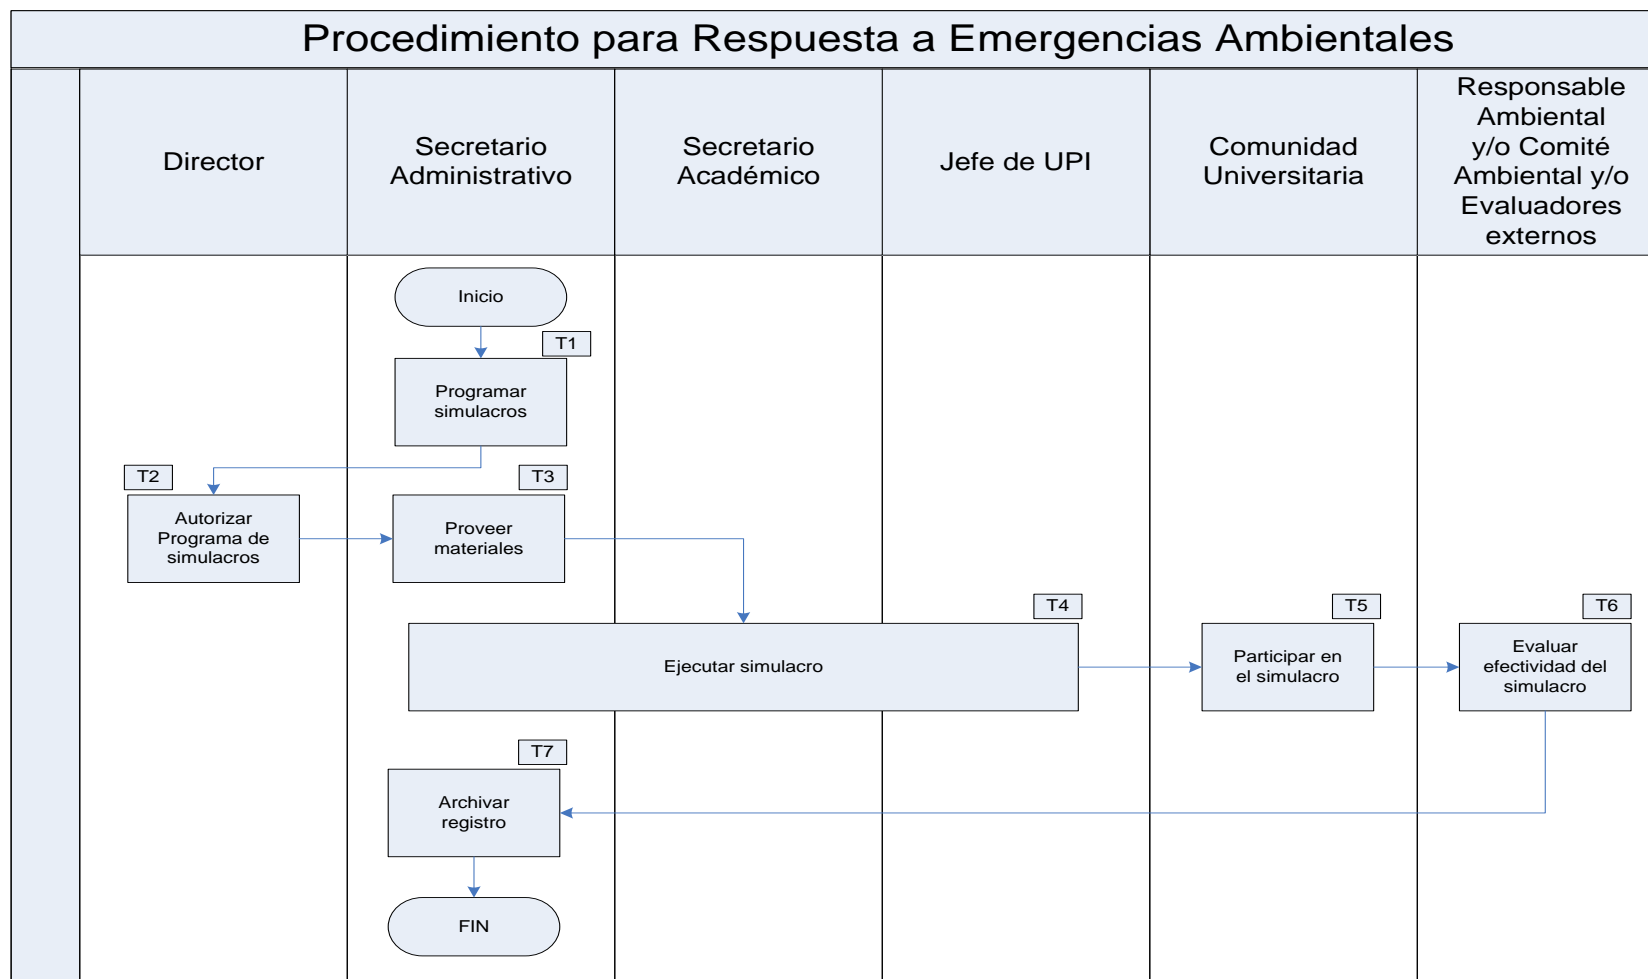 Procedimiento para Respuesta a Emergencias Ambientales
Director
Secretario
Administrativo
Secretario
Académico
Jefe de UPI
Comunidad
Universitaria
Responsable
Ambiental
y/o Comité
Ambiental y/o
Evaluadores
externos
Inicio
T1
Programar
simulacros
T2
Autorizar
Programa de
simulacros
T3
Proveer
materiales
T4
Ejecutar simulacro
T5
Participar en
el simulacro
T6
Evaluar
efectividad del
simulacro
T7
Archivar
registro
FIN